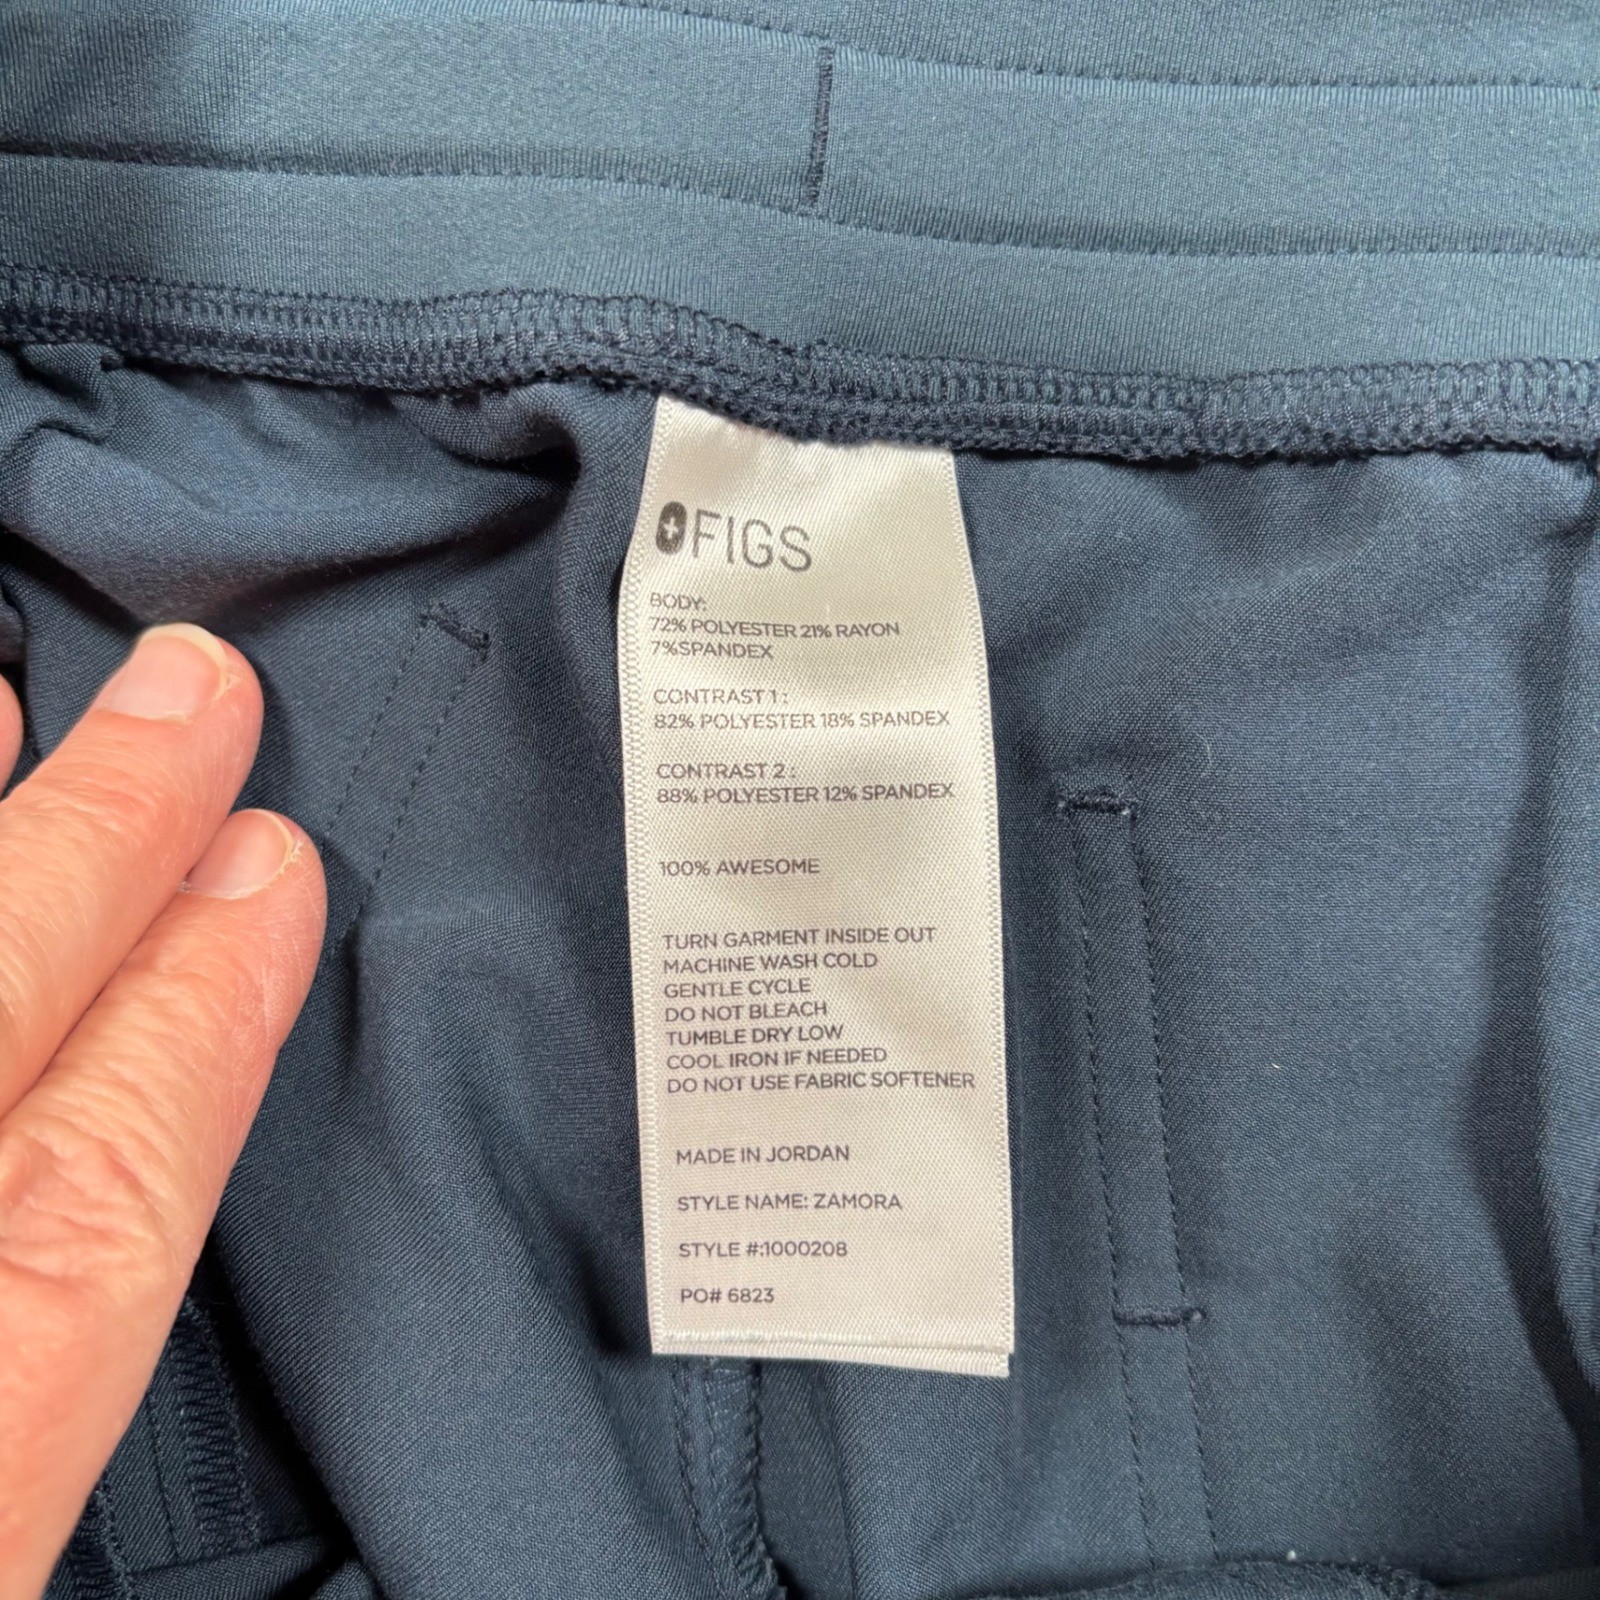 FIGS
BODY:
72% POLYESTER 21% RAYON
7%SPANDEX
CONTRAST 1 :
82% POLYESTER 18% SPANDEX
CONTRAST 2 :
88% POLYESTER 12% SPANDEX
100% AWESOME
TURN GARMENT INSIDE OUT
MACHINE WASH COLD
GENTLE CYCLE
DO NOT BLEACH
TUMBLE DRY LOW
COOL IRON IF NEEDED
DO NOT USE FABRIC SOFTENER
MADE IN JORDAN
STYLE NAME: ZAMORA
STYLE #:1000208
PO# 6823